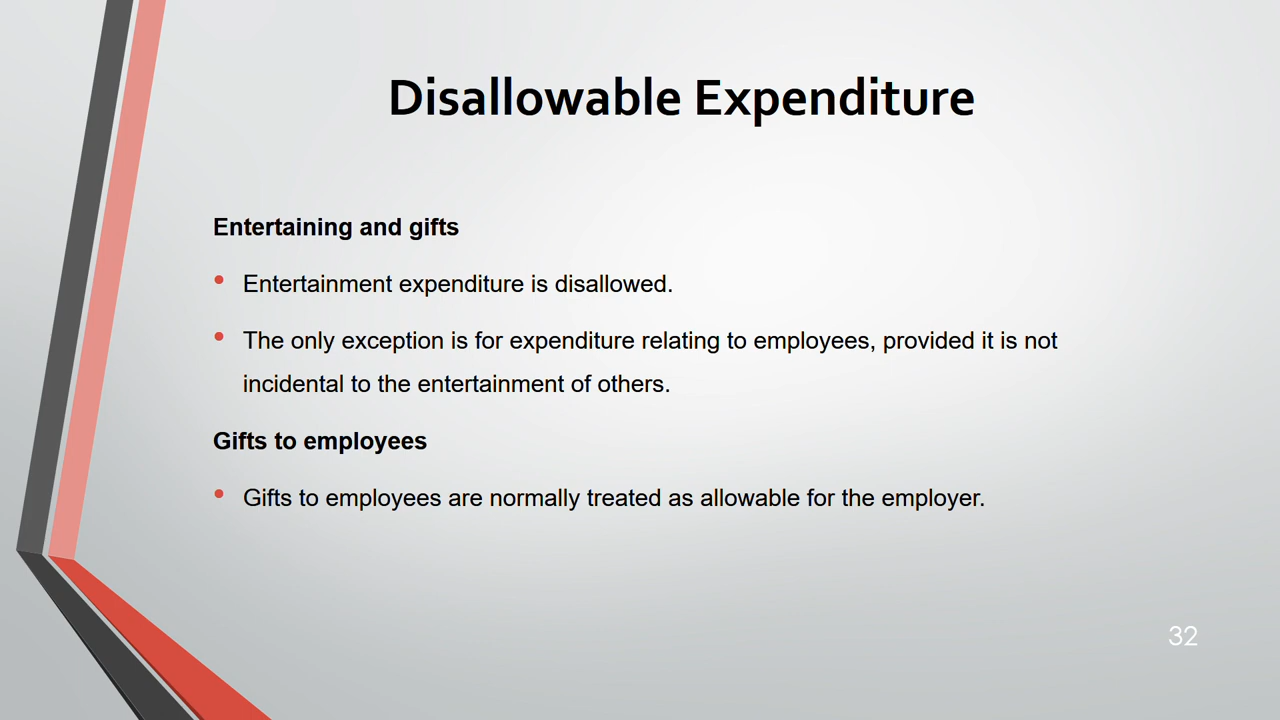 Disallowable Expenditure
Entertaining and gifts
• Entertainment expenditure is disallowed.
• The only exception is for expenditure relating to employees, provided it is not
incidental to the entertainment of others.
Gifts to employees
• Gifts to employees are normally treated as allowable for the employer.
32